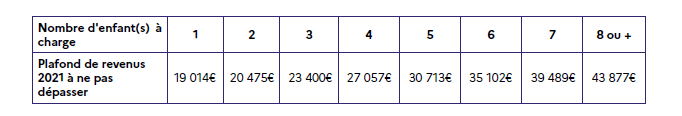 Nombre d'enfant(s) à charge 1 2 3 4 5 6 7 8 ou +
Plafond de revenus 2021 à ne pas dépasser 19 014€ 20 475€ 23 400€ 27 057€ 30 713€ 35 102€ 39 489€ 43 877€